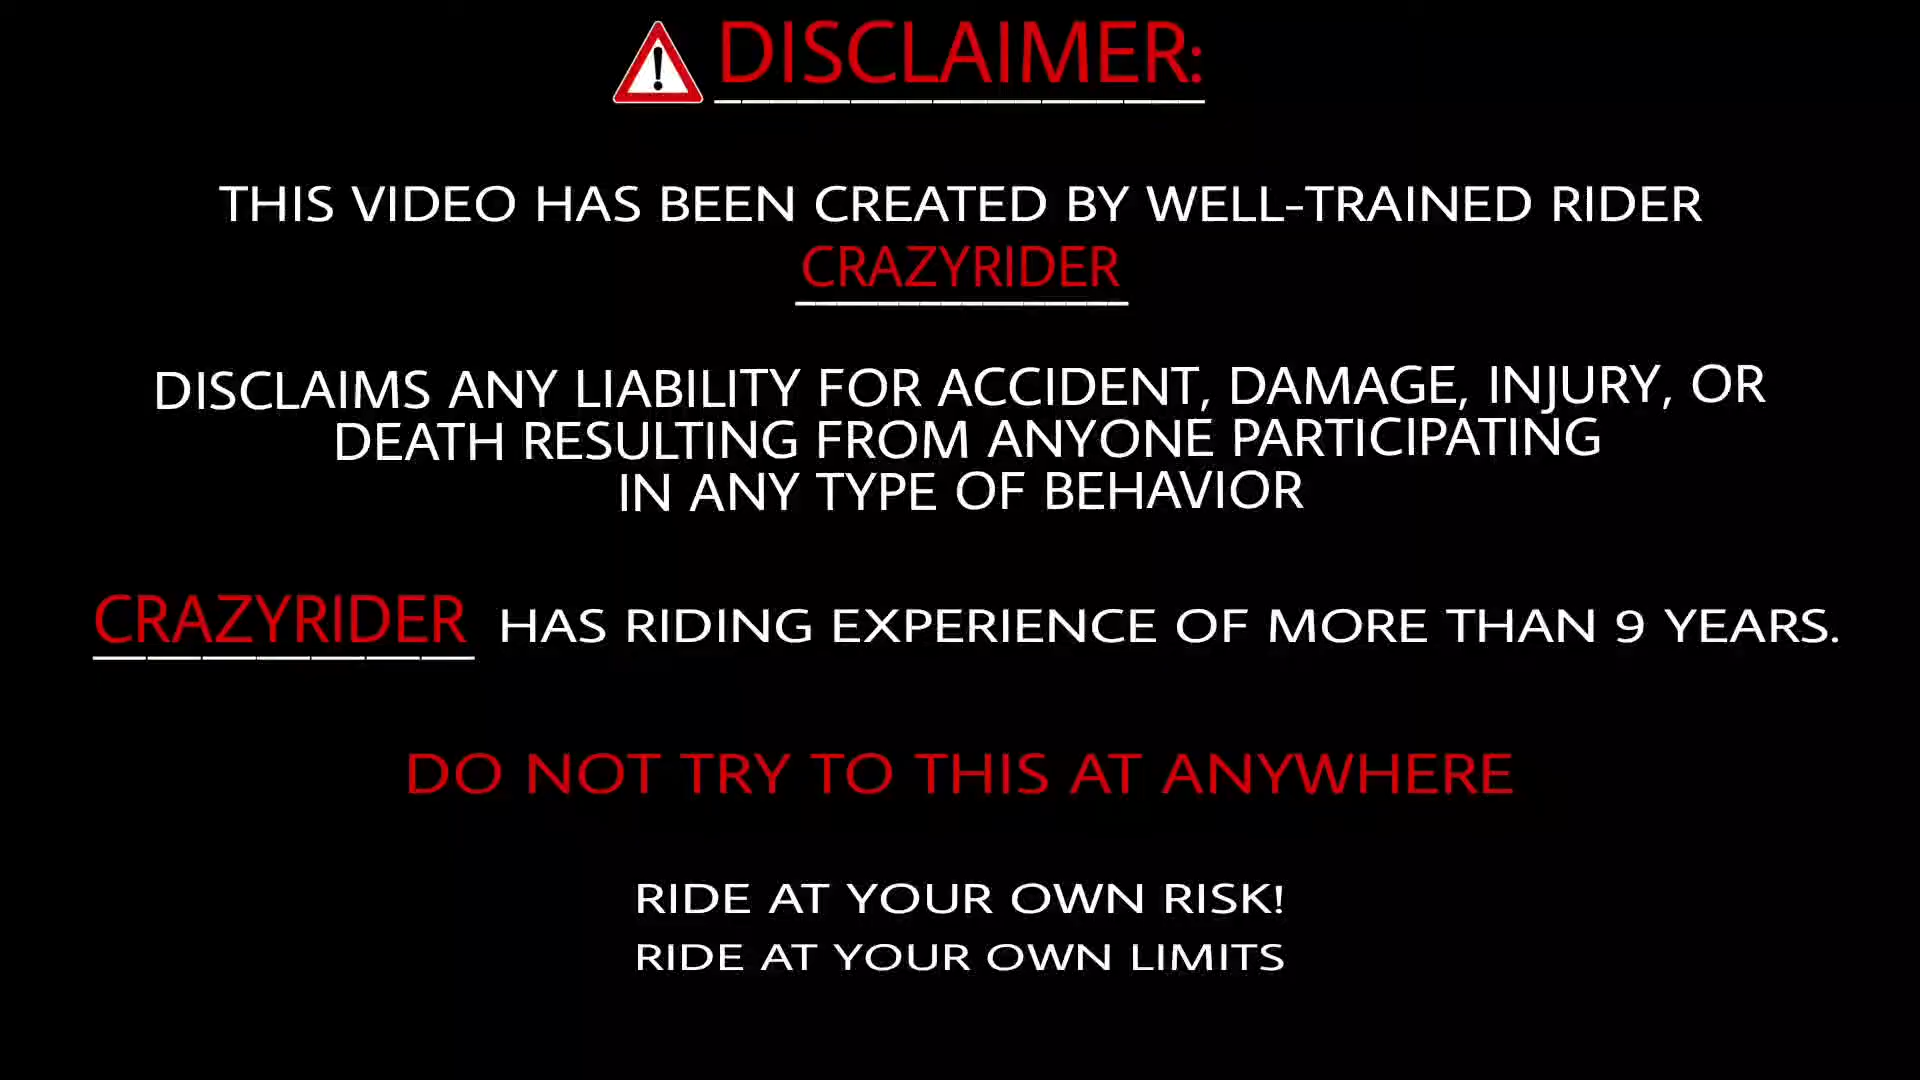 DISCLAIMER:
THIS VIDEO HAS BEEN CREATED BY WELL-TRAINED RIDER
CRAZYRIDER
DISCLAIMS ANY LIABILITY FOR ACCIDENT, DAMAGE, INJURY, OR
DEATH RESULTING FROM ANYONE PARTICIPATING
IN ANY TYPE OF BEHAVIOR
CRAZYRIDER HAS RIDING EXPERIENCE OF MORE THAN 9 YEARS.
DO NOT TRY TO THIS AT ANYWHERE
RIDE AT YOUR OWN RISK!
RIDE AT YOUR OWN LIMITS